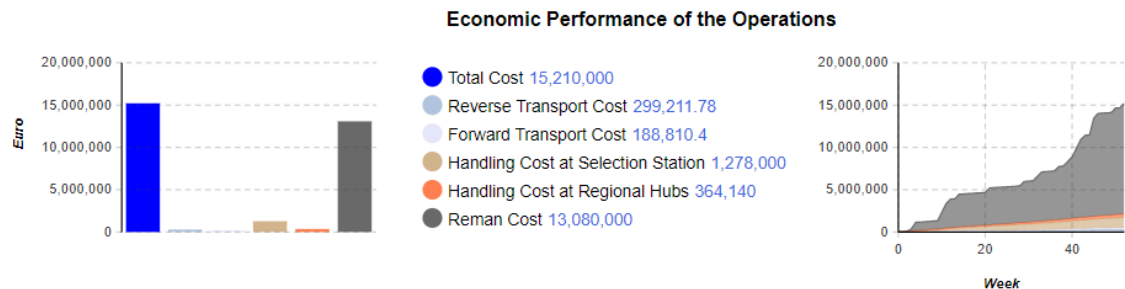 Economic Performance of the Operations
20,000,000
15,000,000
10,000,000
5,000,000
0
Euro
Total Cost 15,210,000
Reverse Transport Cost 299,211.78
Forward Transport Cost 188,810.4
Handling Cost at Selection Station 1,278,000
Handling Cost at Regional Hubs 364,140
Reman Cost 13,080,000
20,000,000
15,000,000
10,000,000
5,000,000
0
0 20 40
Week